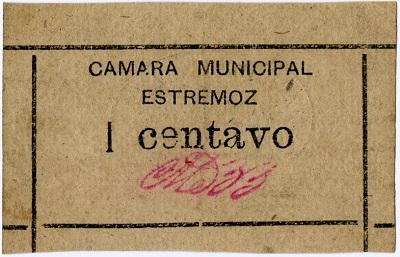 CAMARA MUNICIPAL
ESTREMOZ
1 centavo